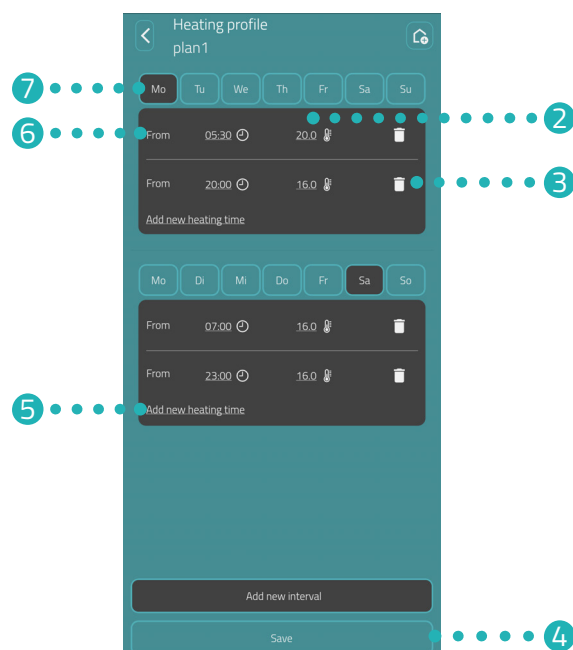 Heating profile
plan1
7 Mo Tu We Th Fr Sa Su
2
6 From 05:30 20.0
From 20:00 16.0 3
Add new heating time
Mo Di Mi Do Fr Sa So
From 07:00 16.0
From 23:00 16.0
5 Add new heating time
Add new interval
Save 4